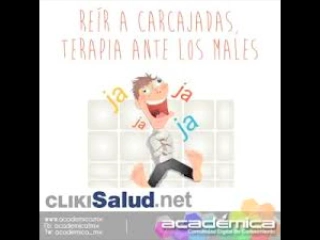 REÍR A CARCAJADAS,
TERAPIA ANTE LOS MALES
ja
ja
ja
ja
CLIKISalud.net
académica